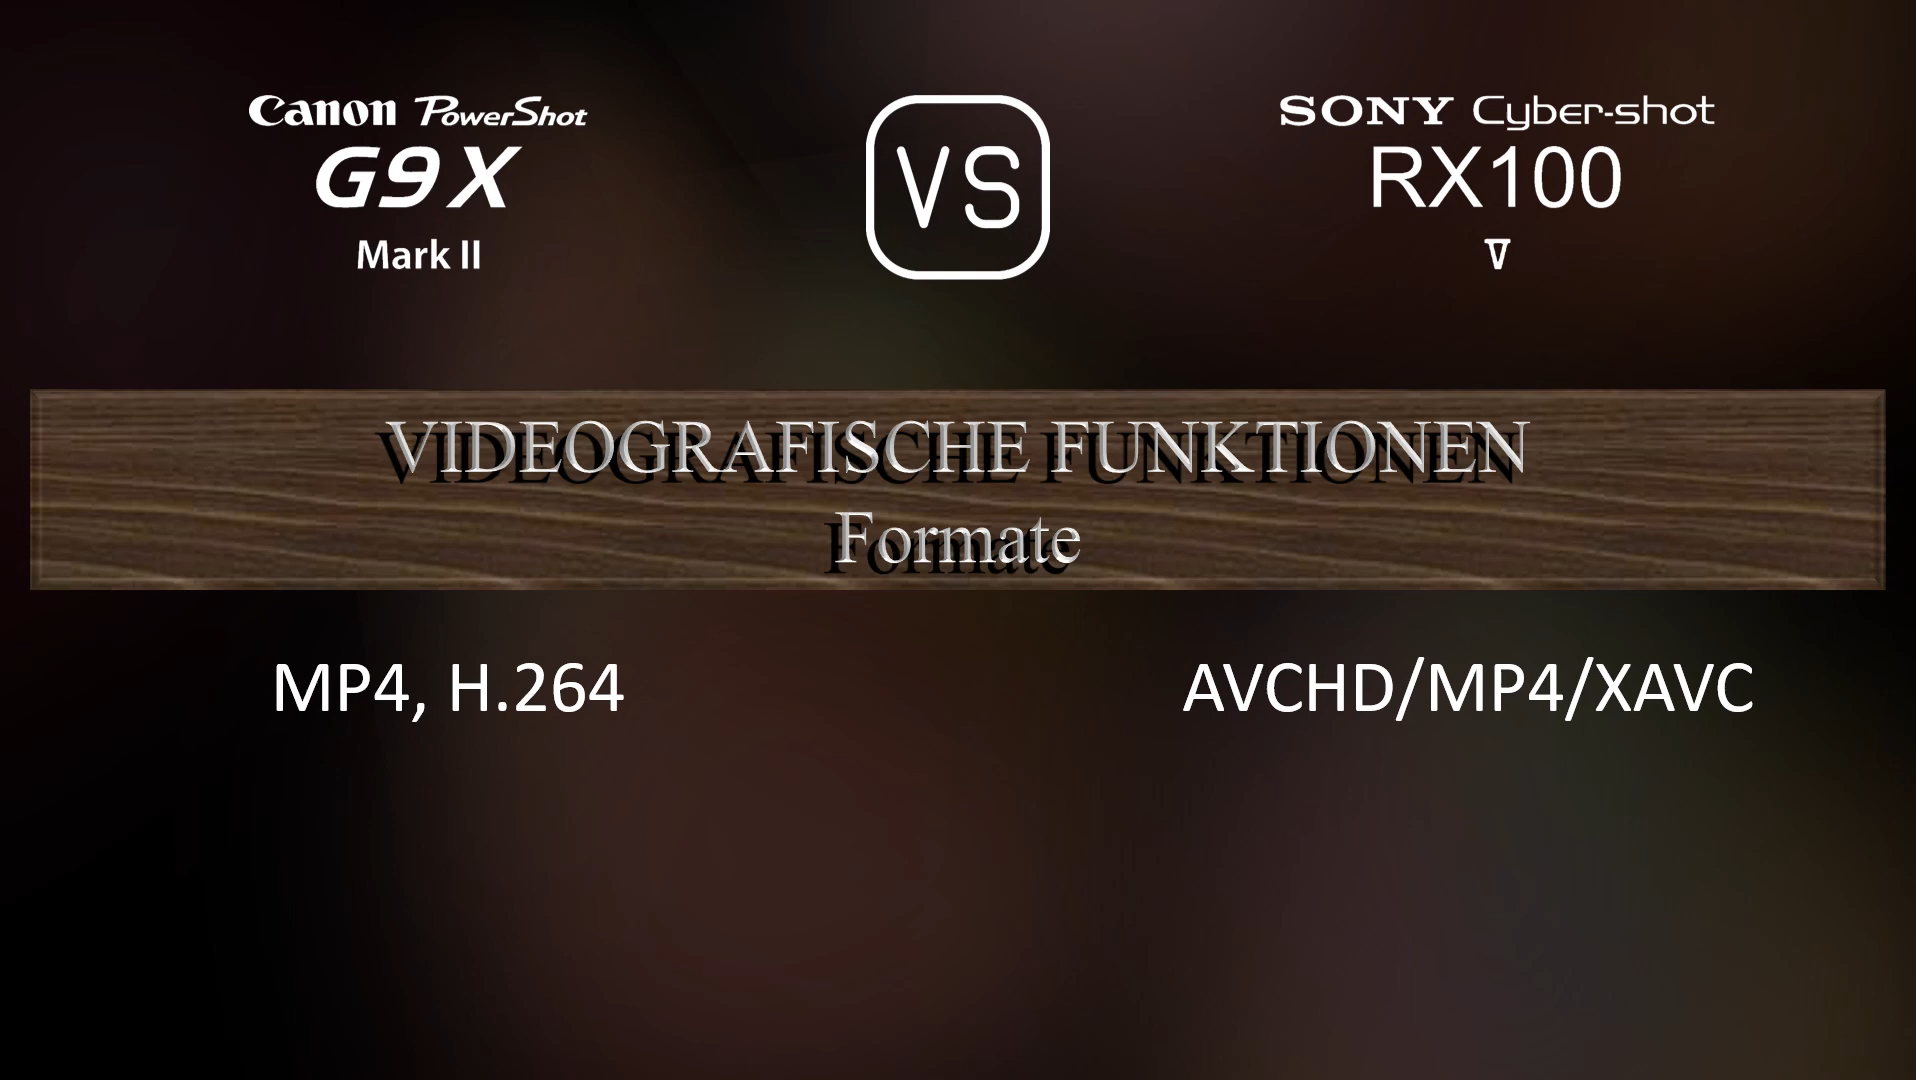 Canon PowerShot
G9 X
Mark II
VS
SONY Cyber-shot
RX100
V
VIDEOGRAFISCHE FUNKTIONEN
Formate
MP4, H.264
AVCHD/MP4/XAVC